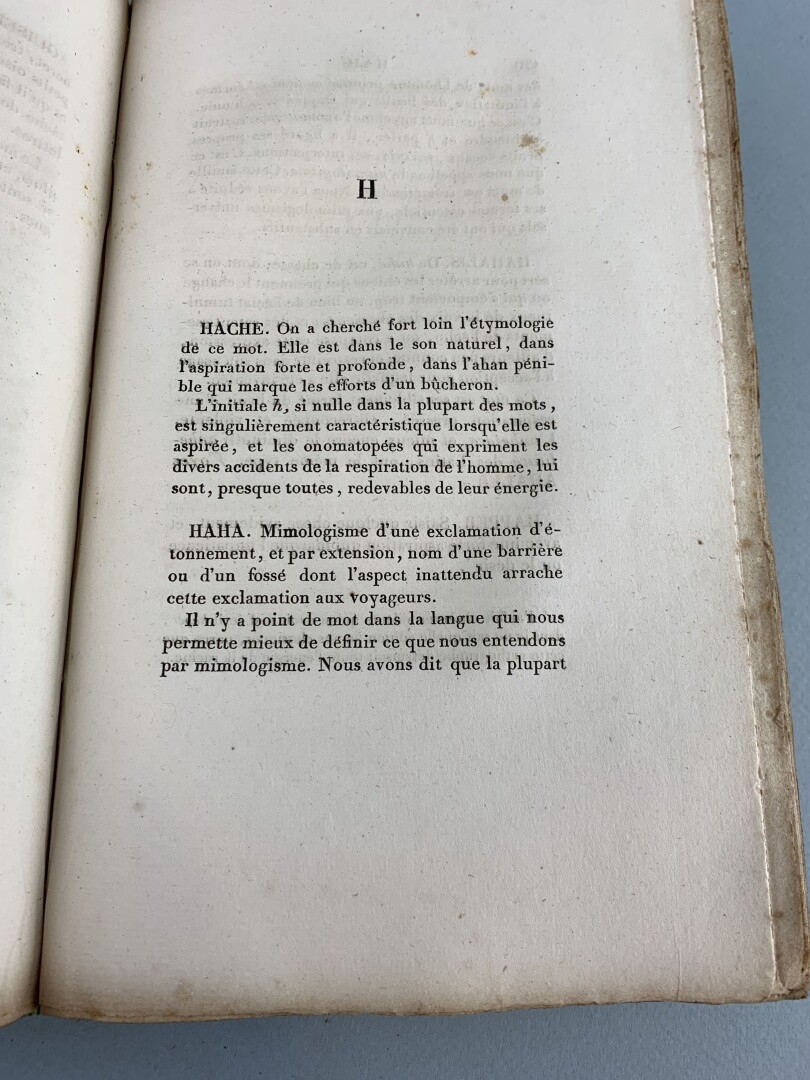 H
HACHE. On a cherché fort loin l'étymologie
de ce mot. Elle est dans le son naturel, dans
l'aspiration forte et profonde, dans l'ahan péni-
ble qui marque les efforts d'un bûcheron.
L'initiale h, si nulle dans la plupart des mots,
est singulièrement caractéristique lorsqu'elle est
aspirée, et les onomatopées qui expriment les
divers accidents de la respiration de l'homme, lui
sont, presque toutes, redevables de leur énergie.
HAHA. Mimologisme d'une exclamation d'é-
tonnement, et par extension, nom d'une barrière
ou d'un fossé dont l'aspect inattendu arrache
cette exclamation aux voyageurs.
Il n'y a point de mot dans la langue qui nous
permette mieux de définir ce que nous entendons
par mimologisme. Nous avons dit que la plupart